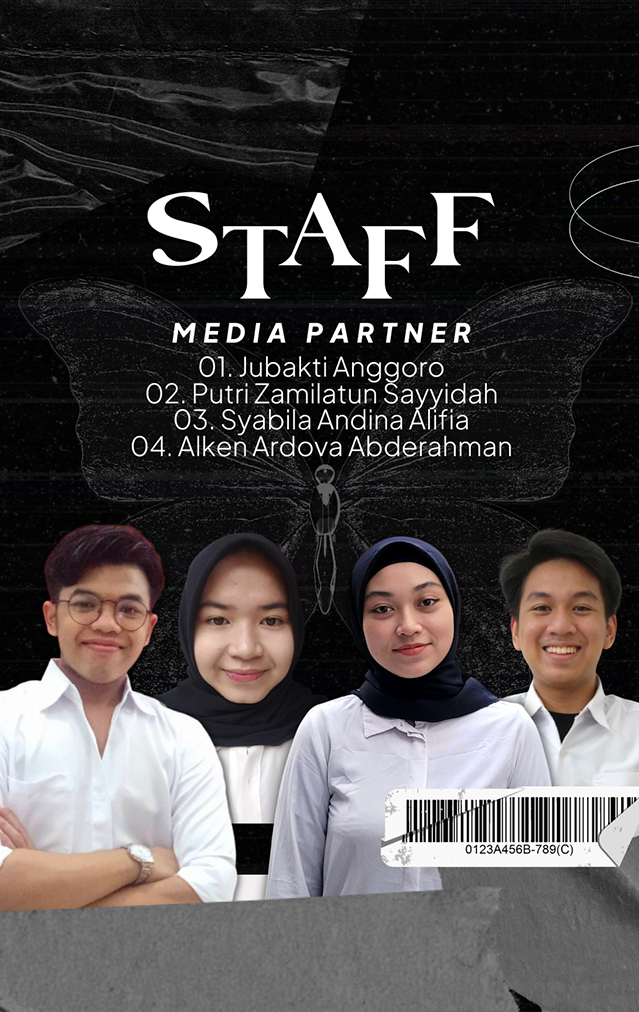 STAFF
MEDIA PARTNER
01. Jubakti Anggoro
02. Putri Zamilatun Sayyidah
03. Syabila Andina Alifia
04. Alken Ardova Abderahman
0123A456B-789(C)